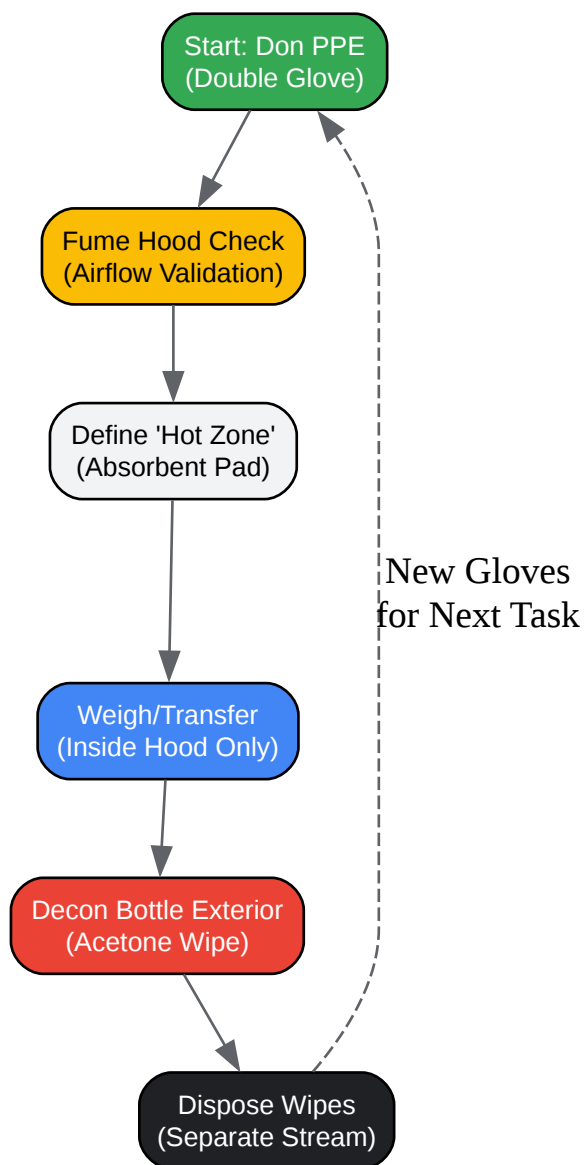 Start: Don PPE
(Double Glove)
Fume Hood Check
(Airflow Validation)
Define 'Hot Zone'
(Absorbent Pad)
New Gloves
for Next Task
Weigh/Transfer
(Inside Hood Only)
Decon Bottle Exterior
(Acetone Wipe)
Dispose Wipes
(Separate Stream)